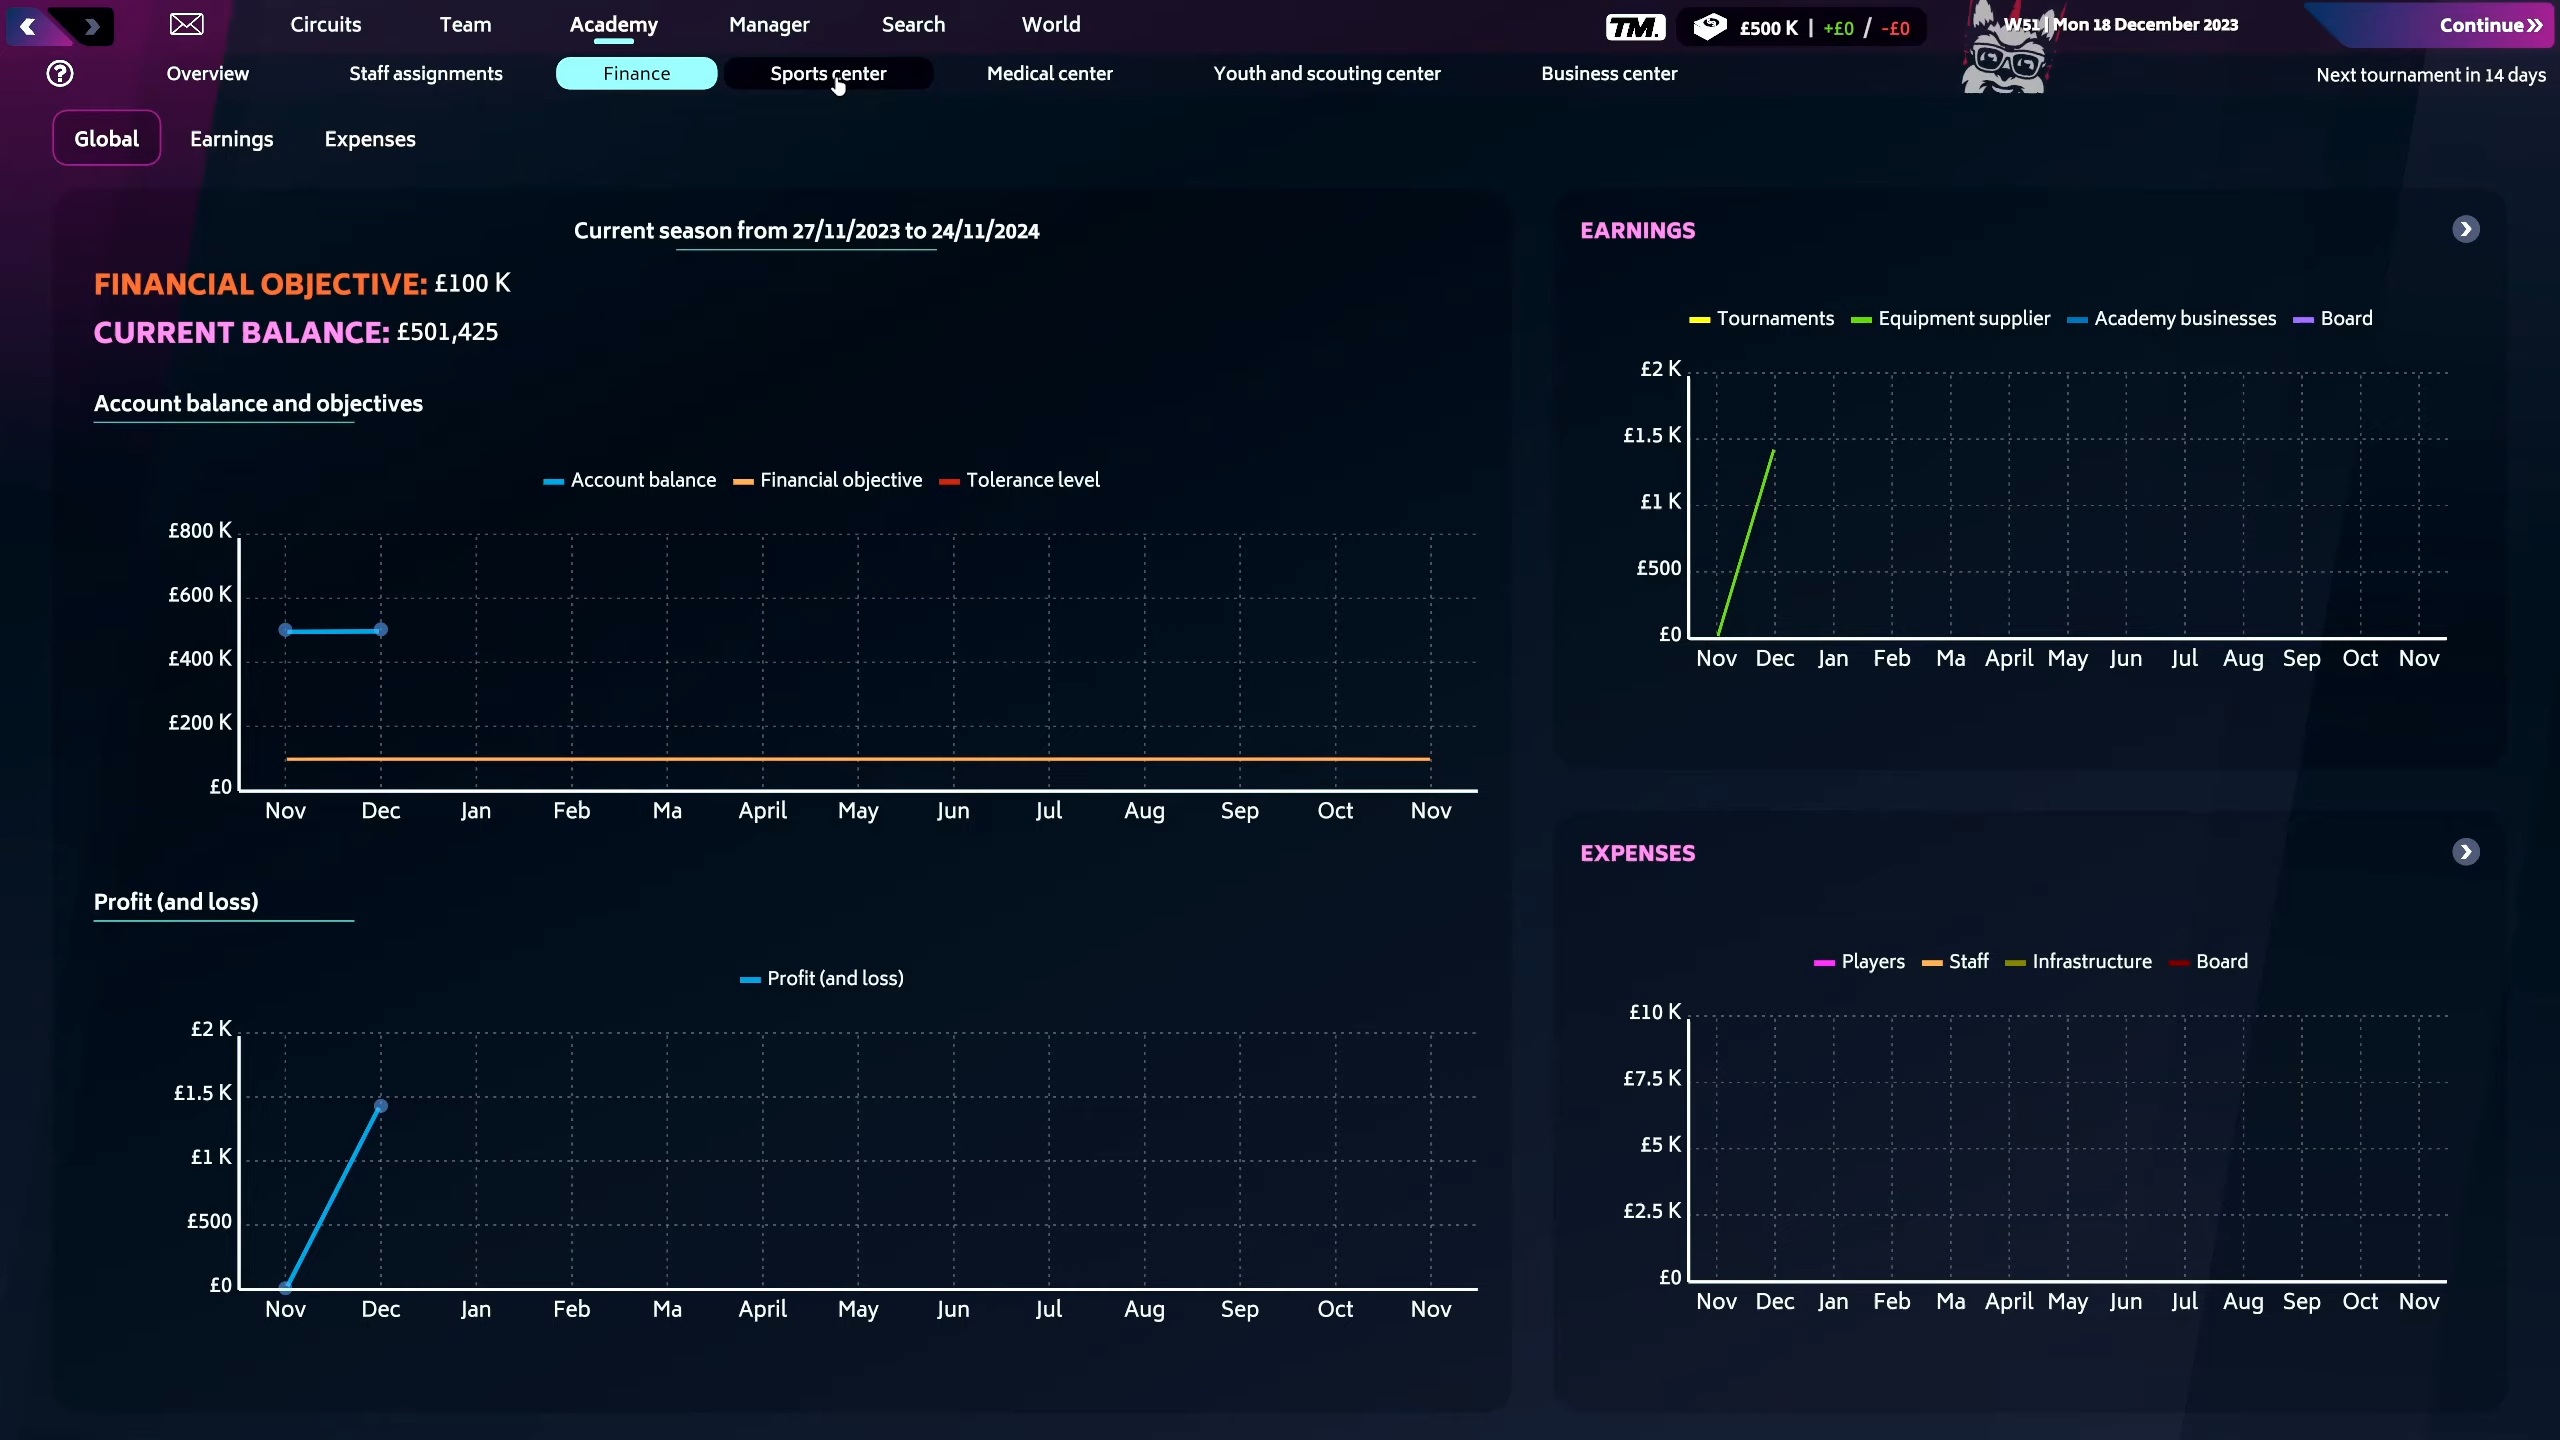 Circuits Team Academy Manager Search World
TM. £500 K | +£0 / -£0
W51 | Mon 18 December 2023
Continue
Overview Staff assignments Finance Sports center Medical center Youth and scouting center Business center
Next tournament in 14 days
Global Earnings Expenses
Current season from 27/11/2023 to 24/11/2024
FINANCIAL OBJECTIVE: £100 K
CURRENT BALANCE: £501,425
Account balance and objectives
Account balance Financial objective Tolerance level
£800 K
£600 K
£400 K
£200 K
£0
Nov Dec Jan Feb Ma April May Jun Jul Aug Sep Oct Nov
Profit (and loss)
Profit (and loss)
£2 K
£1.5 K
£1 K
£500
£0
Nov Dec Jan Feb Ma April May Jun Jul Aug Sep Oct Nov
EARNINGS
Tournaments Equipment supplier Academy businesses Board
£2 K
£1.5 K
£1 K
£500
£0
Nov Dec Jan Feb Ma April May Jun Jul Aug Sep Oct Nov
EXPENSES
Players Staff Infrastructure Board
£10 K
£7.5 K
£5 K
£2.5 K
£0
Nov Dec Jan Feb Ma April May Jun Jul Aug Sep Oct Nov